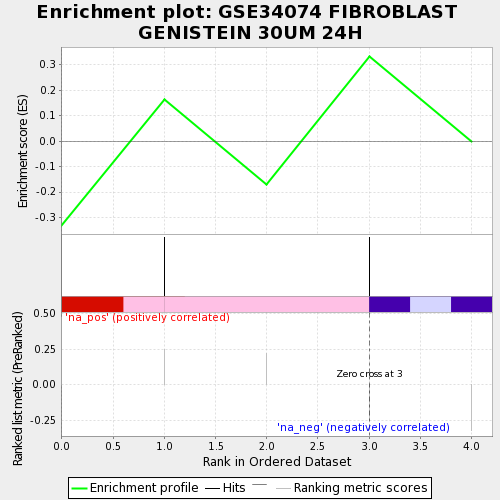 Enrichment plot: GSE34074 FIBROBLAST
GENISTEIN 30UM 24H
Enrichment score (ES)
0.3
0.2
0.1
0.0
-0.1
-0.2
-0.3
Ranked list metric (PreRanked)
0.50
0.25
0.00
-0.25
'na_pos' (positively correlated)
Zero cross at 3
'na_neg' (negatively correlated)
0.0 0.5 1.0 1.5 2.0 2.5 3.0 3.5 4.0
Rank in Ordered Dataset
Enrichment profile Hits Ranking metric scores